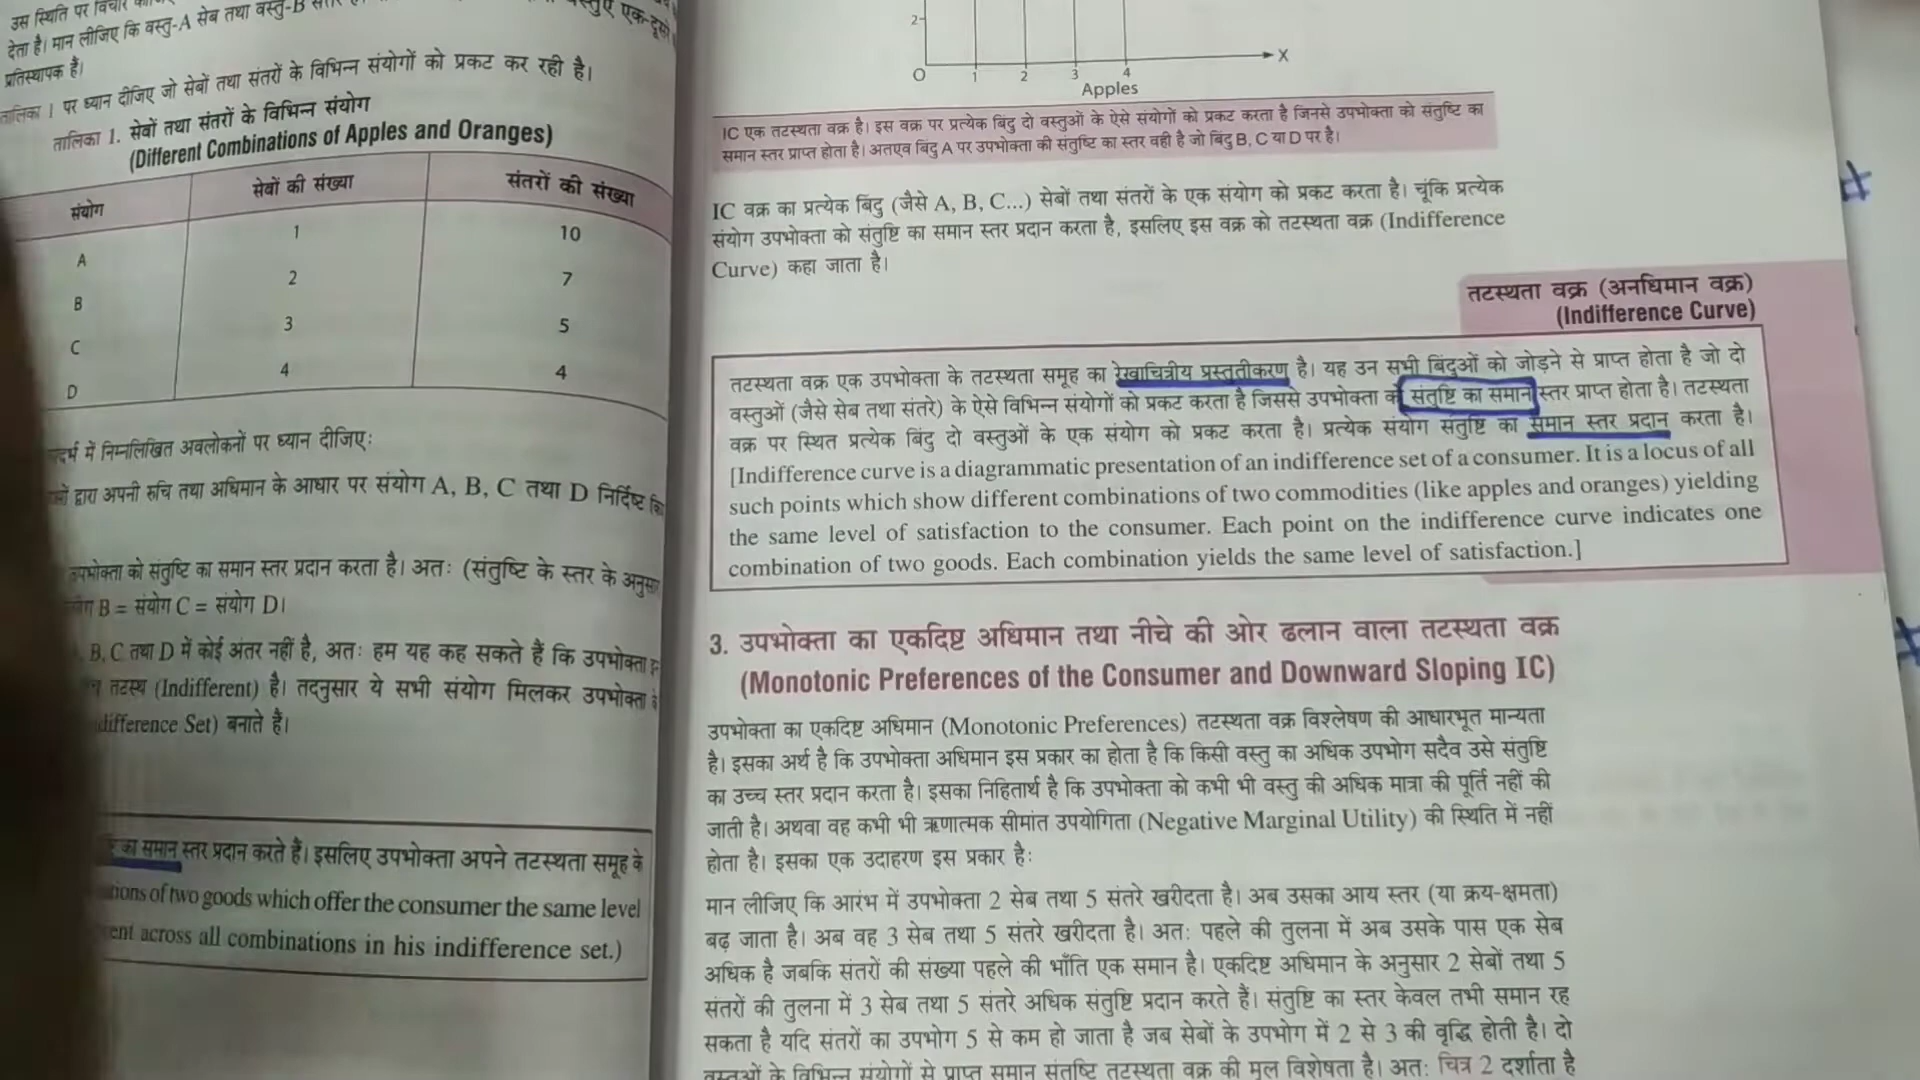 उस स्थिति पर विचार
देता है। मान लीजिए कि वस्तु-A सेब तथा वस्तु-B
प्रतिस्थापक हैं।
तालिका 1 पर ध्यान दीजिए जो सेबों तथा संतरों के विभिन्न संयोगों को प्रकट कर रही है।
तालिका 1. सेबों तथा संतरों के विभिन्न संयोग
(Different Combinations of Apples and Oranges)
संयोग सेबों की संख्या संतरों की संख्या
A 1 10
B 2 7
C 3 5
D 4 4
में निम्नलिखित अवलोकनों पर ध्यान दीजिए:
द्वारा अपनी रुचि तथा अधिमान के आधार पर संयोग A, B, C तथा D निर्दिष्ट
उपभोक्ता को संतुष्टि का समान स्तर प्रदान करता है। अतः (संतुष्टि के स्तर के अनुसार
B = संयोग C = संयोग D।
B, C तथा D में कोई अंतर नहीं है, अतः हम यह कह सकते हैं कि उपभोक्ता
तटस्थ (Indifferent) है। तदनुसार ये सभी संयोग मिलकर उपभोक्ता
difference Set) बनाते हैं।
का समान स्तर प्रदान करते हैं। इसलिए उपभोक्ता अपने तटस्थता समूह के
ations of two goods which offer the consumer the same level
rent across all combinations in his indifference set.)
2
O 1 2 3 4 X
Apples
IC एक तटस्थता वक्र है। इस वक्र पर प्रत्येक बिंदु दो वस्तुओं के ऐसे संयोगों को प्रकट करता है जिनसे उपभोक्ता को संतुष्टि का
समान स्तर प्राप्त होता है। अतएव बिंदु A पर उपभोक्ता की संतुष्टि का स्तर वही है जो बिंदु B, C या D पर है।
IC वक्र का प्रत्येक बिंदु (जैसे A, B, C...) सेबों तथा संतरों के एक संयोग को प्रकट करता है। चूंकि प्रत्येक
संयोग उपभोक्ता को संतुष्टि का समान स्तर प्रदान करता है, इसलिए इस वक्र को तटस्थता वक्र (Indifference
Curve) कहा जाता है।
तटस्थता वक्र (अनधिमान वक्र)
(Indifference Curve)
तटस्थता वक्र एक उपभोक्ता के तटस्थता समूह का रेखाचित्रीय प्रस्तुतीकरण है। यह उन सभी बिंदुओं को जोड़ने से प्राप्त होता है जो दो
वस्तुओं (जैसे सेब तथा संतरे) के ऐसे विभिन्न संयोगों को प्रकट करता है जिससे उपभोक्ता के संतुष्टि का समान स्तर प्राप्त होता है। तटस्थता
वक्र पर स्थित प्रत्येक बिंदु दो वस्तुओं के एक संयोग को प्रकट करता है। प्रत्येक संयोग संतुष्टि का समान स्तर प्रदान करता है।
[Indifference curve is a diagrammatic presentation of an indifference set of a consumer. It is a locus of all
such points which show different combinations of two commodities (like apples and oranges) yielding
the same level of satisfaction to the consumer. Each point on the indifference curve indicates one
combination of two goods. Each combination yields the same level of satisfaction.]
3. उपभोक्ता का एकदिष्ट अधिमान तथा नीचे की ओर ढलान वाला तटस्थता वक्र
(Monotonic Preferences of the Consumer and Downward Sloping IC)
उपभोक्ता का एकदिष्ट अधिमान (Monotonic Preferences) तटस्थता वक्र विश्लेषण की आधारभूत मान्यता
है। इसका अर्थ है कि उपभोक्ता अधिमान इस प्रकार का होता है कि किसी वस्तु का अधिक उपभोग सदैव उसे संतुष्टि
का उच्च स्तर प्रदान करता है। इसका निहितार्थ है कि उपभोक्ता को कभी भी वस्तु की अधिक मात्रा की पूर्ति नहीं की
जाती है। अथवा वह कभी भी ऋणात्मक सीमांत उपयोगिता (Negative Marginal Utility) की स्थिति में नहीं
होता है। इसका एक उदाहरण इस प्रकार है:
मान लीजिए कि आरंभ में उपभोक्ता 2 सेब तथा 5 संतरे खरीदता है। अब उसका आय स्तर (या क्रय-क्षमता)
बढ़ जाता है। अब वह 3 सेब तथा 5 संतरे खरीदता है। अतः पहले की तुलना में अब उसके पास एक सेब
अधिक है जबकि संतरों की संख्या पहले की भाँति एक समान है। एकदिष्ट अधिमान के अनुसार 2 सेबों तथा 5
संतरों की तुलना में 3 सेब तथा 5 संतरे अधिक संतुष्टि प्रदान करते हैं। संतुष्टि का स्तर केवल तभी समान रह
सकता है यदि संतरों का उपभोग 5 से कम हो जाता है जब सेबों के उपभोग में 2 से 3 की वृद्धि होती है। दो
वस्तुओं के विभिन्न संयोगों से प्राप्त समान संतुष्टि तटस्थता वक्र की मूल विशेषता है। अतः चित्र 2 दर्शाता है